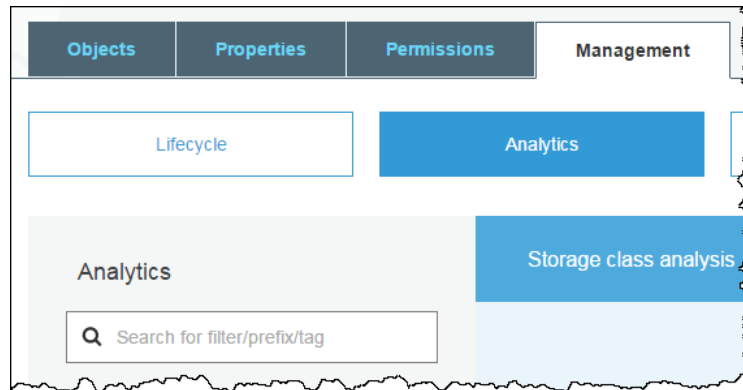 Objects Properties Permissions Management
Lifecycle Analytics
Storage class analysis
Analytics
Search for filter/prefix/tag